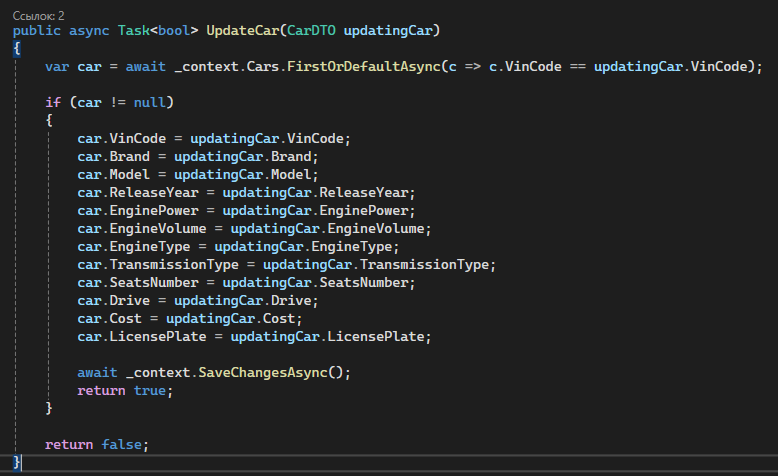 Ссылок: 2
public async Task<bool> UpdateCar(CarDTO updatingCar)
{
    var car = await _context.Cars.FirstOrDefaultAsync(c => c.VinCode == updatingCar.VinCode);

    if (car != null)
    {
        car.VinCode = updatingCar.VinCode;
        car.Brand = updatingCar.Brand;
        car.Model = updatingCar.Model;
        car.ReleaseYear = updatingCar.ReleaseYear;
        car.EnginePower = updatingCar.EnginePower;
        car.EngineVolume = updatingCar.EngineVolume;
        car.EngineType = updatingCar.EngineType;
        car.TransmissionType = updatingCar.TransmissionType;
        car.SeatsNumber = updatingCar.SeatsNumber;
        car.Drive = updatingCar.Drive;
        car.Cost = updatingCar.Cost;
        car.LicensePlate = updatingCar.LicensePlate;

        await _context.SaveChangesAsync();
        return true;
    }

    return false;
}